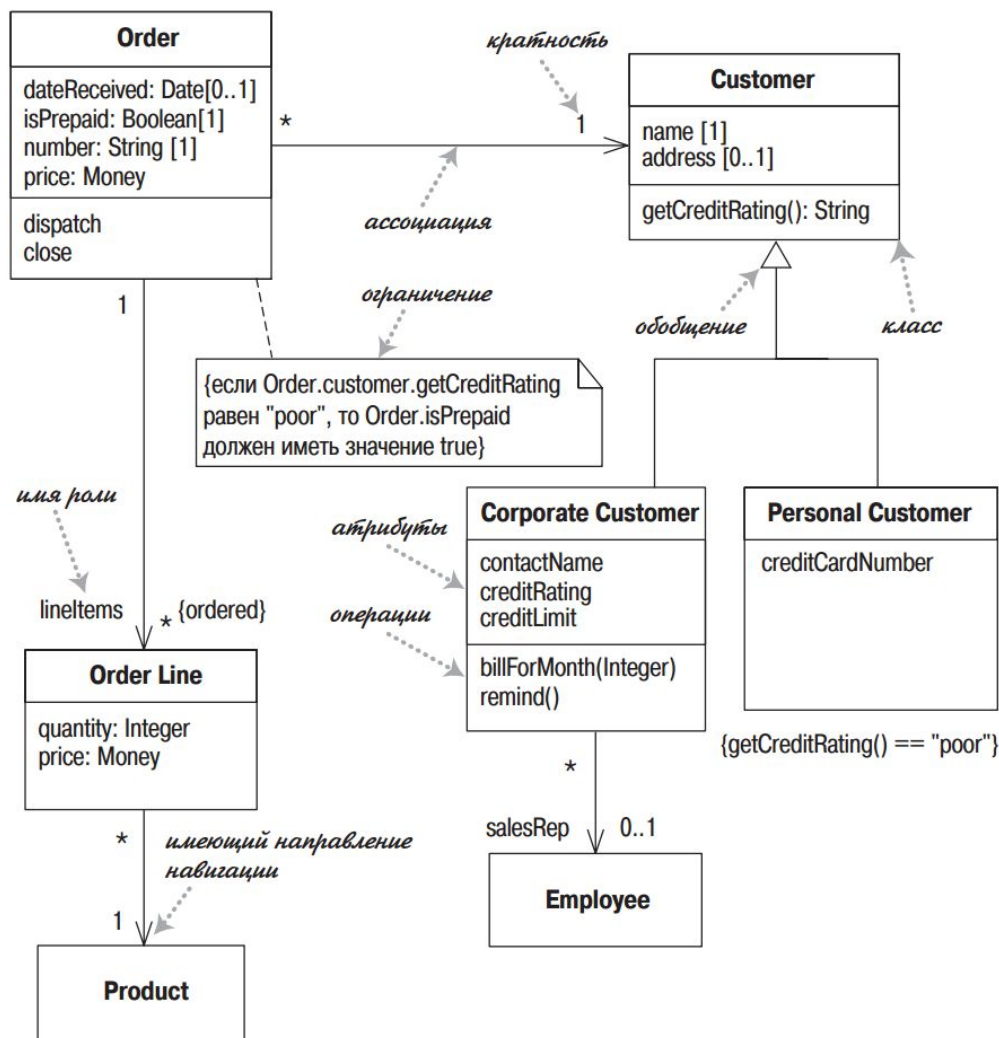 Order
dateReceived: Date[0..1]
isPrepaid: Boolean[1]
number: String [1]
price: Money
dispatch
close
*
1
кратность
ассоциация
Customer
name [1]
address [0..1]
getCreditRating(): String
обобщение
класс
1
ограничение
{если Order.customer.getCreditRating
равен "poor", то Order.isPrepaid
должен иметь значение true}
имя роли
lineItems
* {ordered}
Order Line
quantity: Integer
price: Money
*
имеющий направление
навигации
1
Product
атрибуты
операции
Corporate Customer
contactName
creditRating
creditLimit
billForMonth(Integer)
remind()
Personal Customer
creditCardNumber
{getCreditRating() == "poor"}
*
salesRep
0..1
Employee